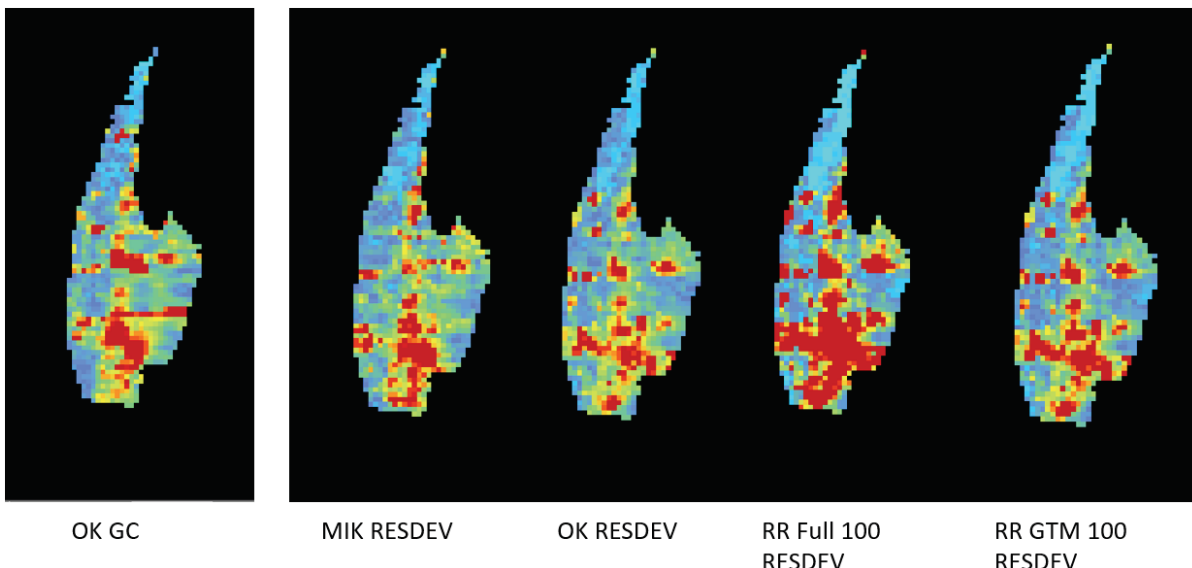 OK GC
MIK RESDEV
OK RESDEV
RR Full 100
RESDEV
RR GTM 100
RESDEV